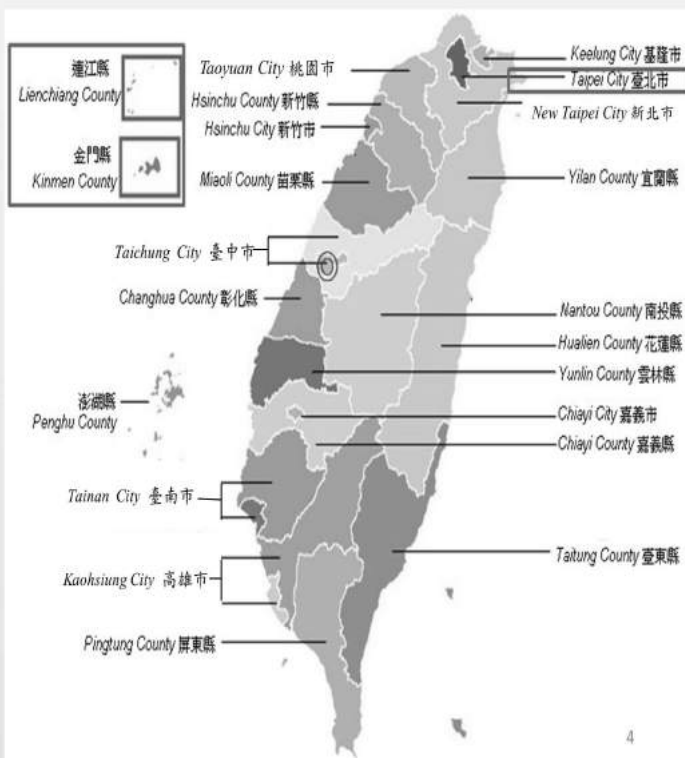 連江縣
Lienchiang County
金門縣
Kinmen County
Taoyuan City 桃園市
Hsinchu County 新竹縣
Hsinchu City 新竹市
Miaoli County 苗栗縣
Taichung City 臺中市
Changhua County 彰化縣
澎湖縣
Penghu County
Tainan City 臺南市
Kaohsiung City 高雄市
Pingtung County 屏東縣
Keelung City 基隆市
Taipei City 臺北市
New Taipei City 新北市
Yilan County 宜蘭縣
Nantou County 南投縣
Hualien County 花蓮縣
Yunlin County 雲林縣
Chiayi City 嘉義市
Chiayi County 嘉義縣
Taitung County 臺東縣
4